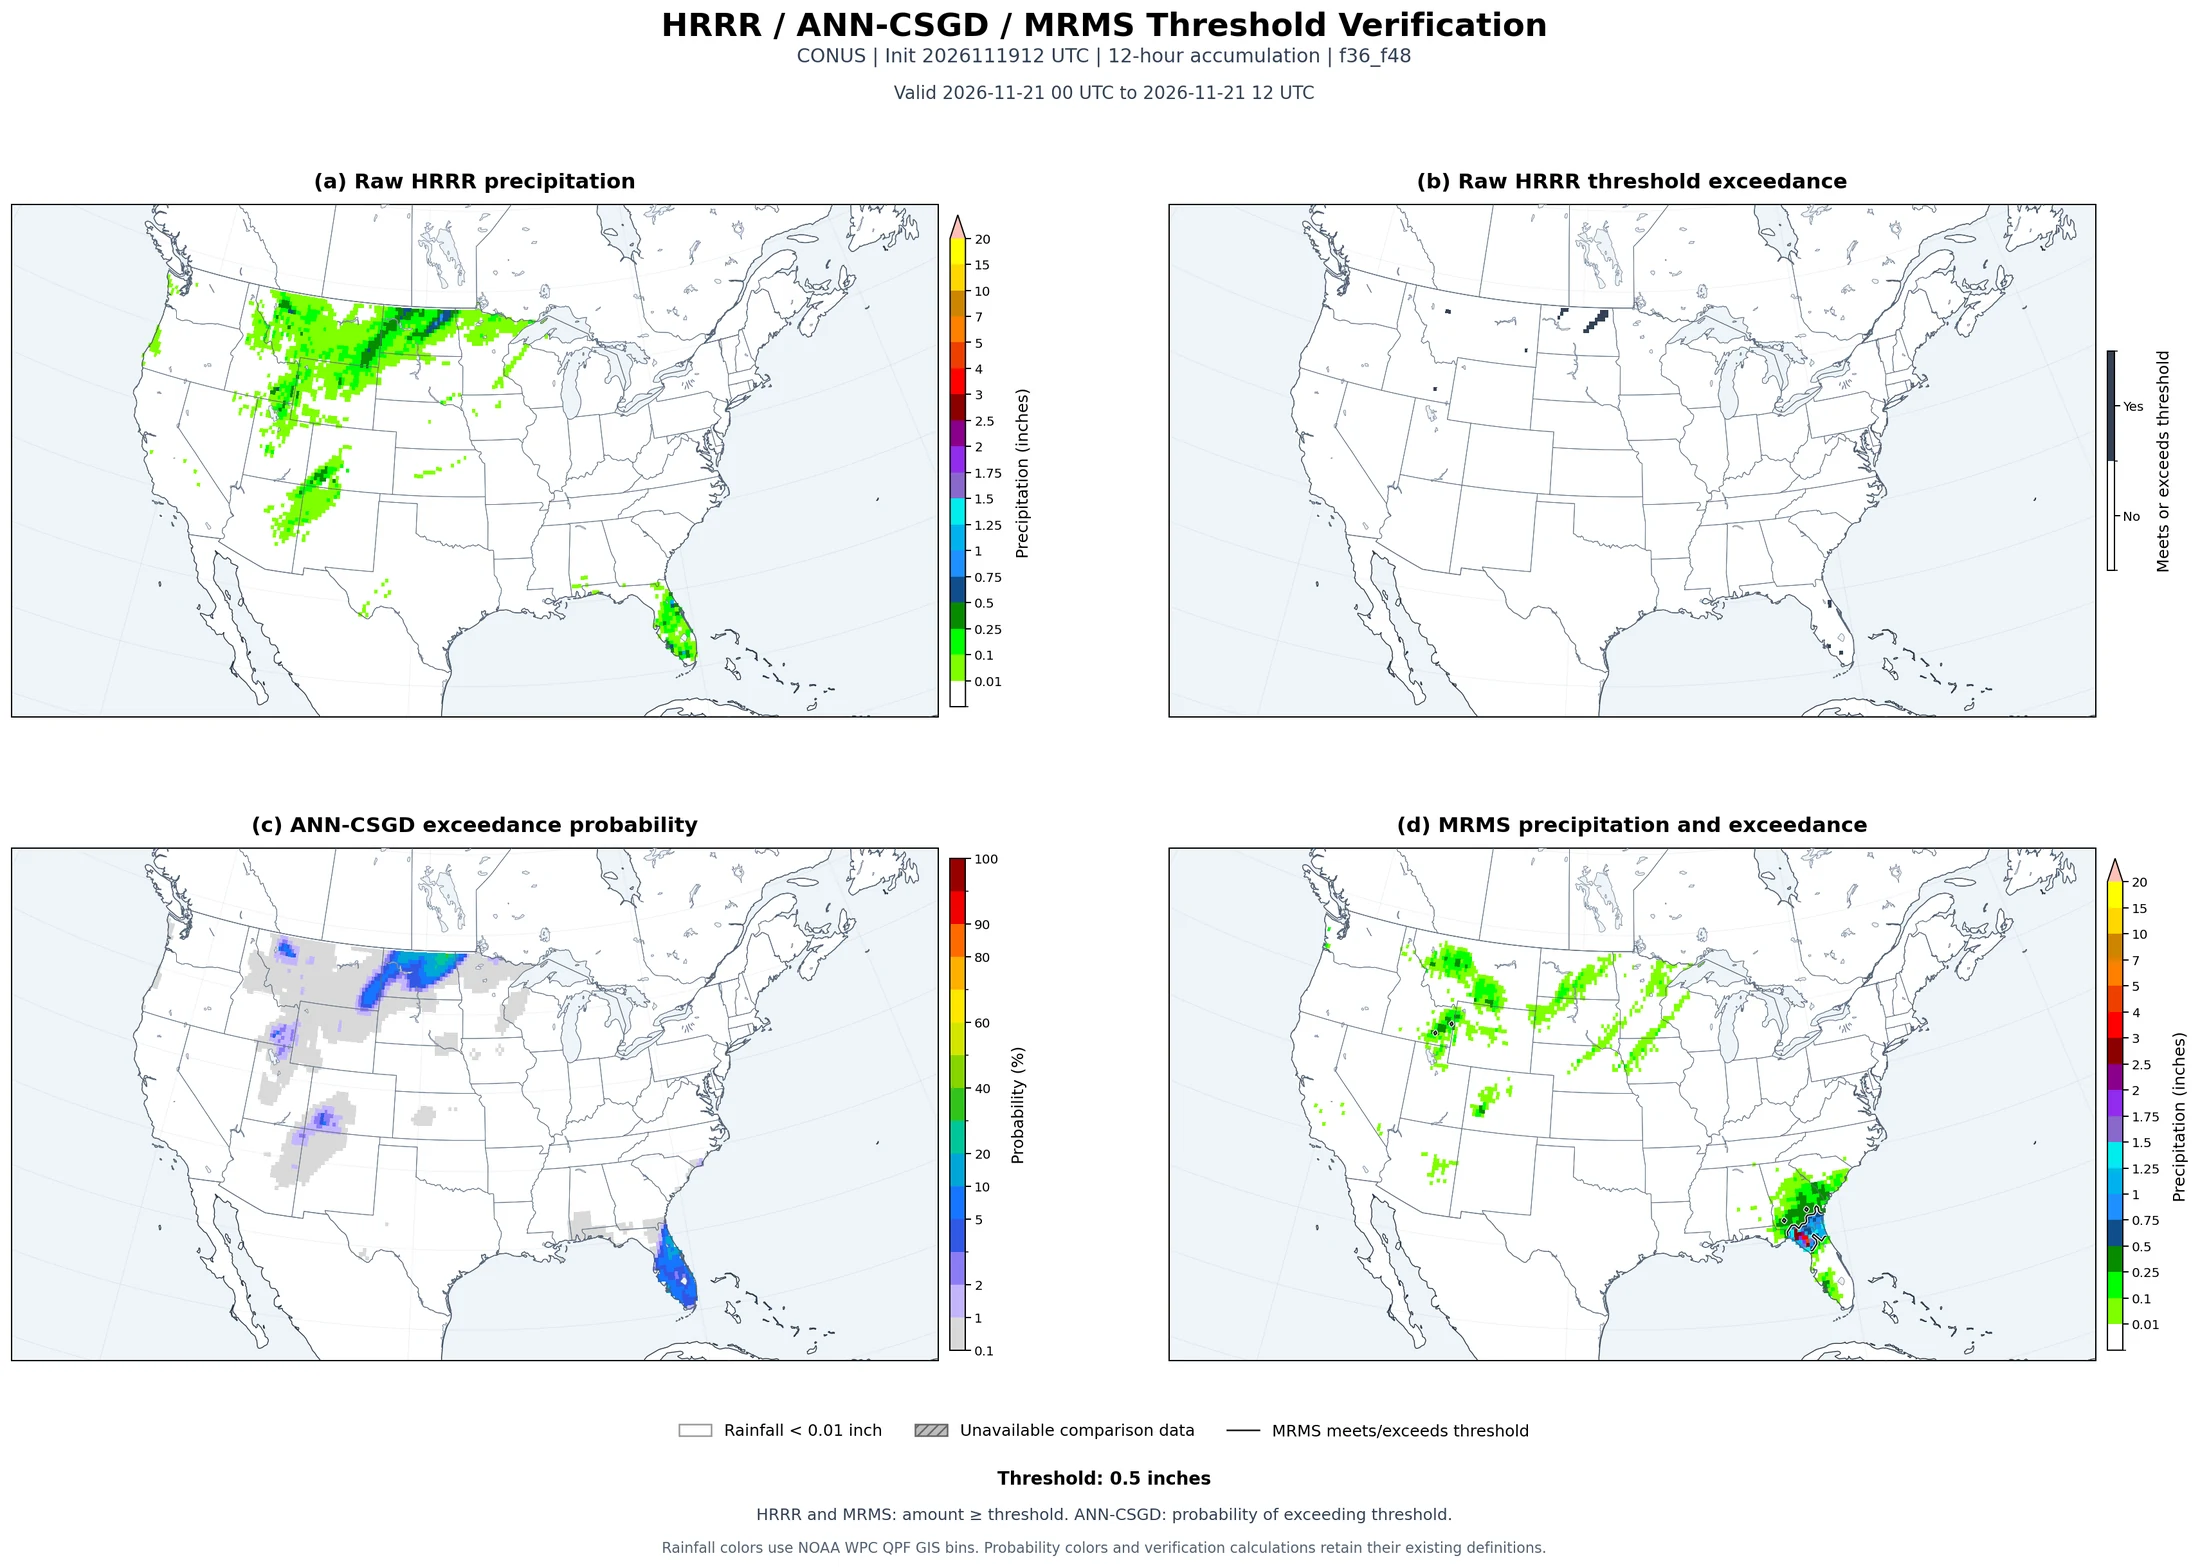 HRRR / ANN-CSGD / MRMS Threshold Verification
CONUS | Init 2026111912 UTC | 12-hour accumulation | f36_f48
Valid 2026-11-21 00 UTC to 2026-11-21 12 UTC
(a) Raw HRRR precipitation
20
15
10
7
5
4
3
2.5
2
1.75
1.5
1.25
1
0.75
0.5
0.25
0.1
0.01
Precipitation (inches)
(b) Raw HRRR threshold exceedance
Yes
No
Meets or exceeds threshold
(c) ANN-CSGD exceedance probability
100
90
80
60
40
20
10
5
2
1
0.1
Probability (%)
(d) MRMS precipitation and exceedance
20
15
10
7
5
4
3
2.5
2
1.75
1.5
1.25
1
0.75
0.5
0.25
0.1
0.01
Precipitation (inches)
Rainfall < 0.01 inch
Unavailable comparison data
MRMS meets/exceeds threshold
Threshold: 0.5 inches
HRRR and MRMS: amount ≥ threshold. ANN-CSGD: probability of exceeding threshold.
Rainfall colors use NOAA WPC QPF GIS bins. Probability colors and verification calculations retain their existing definitions.